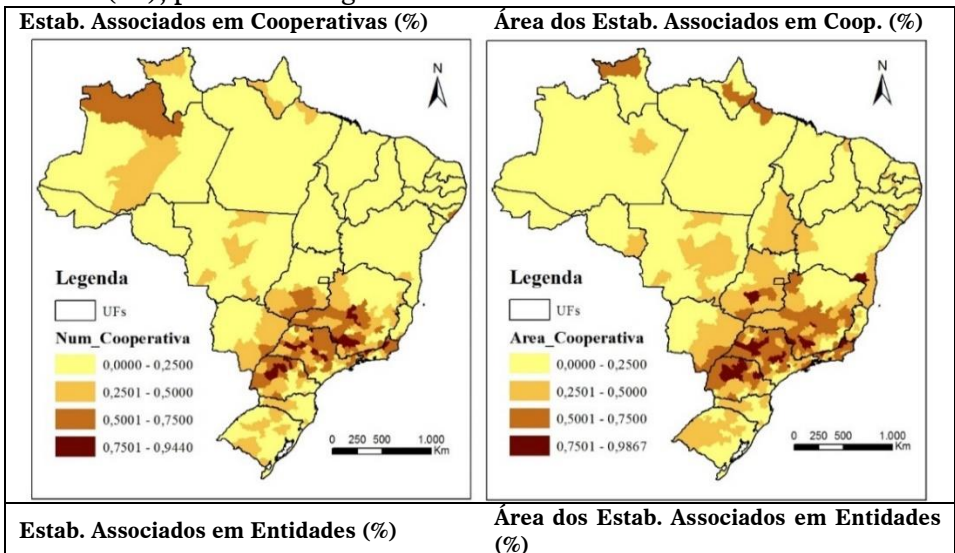 Estab. Associados em Cooperativas (%)
Área dos Estab. Associados em Coop. (%)
N
Legenda
UFs
Num_Cooperativa
0,0000 - 0,2500
0,2501 - 0,5000
0,5001 - 0,7500
0,7501 - 0,9440
0 250 500 1.000
Km
N
Legenda
UFs
Area_Cooperativa
0,0000 - 0,2500
0,2501 - 0,5000
0,5001 - 0,7500
0,7501 - 0,9867
0 250 500 1.000
Km
Estab. Associados em Entidades (%)
Área dos Estab. Associados em Entidades
(%)